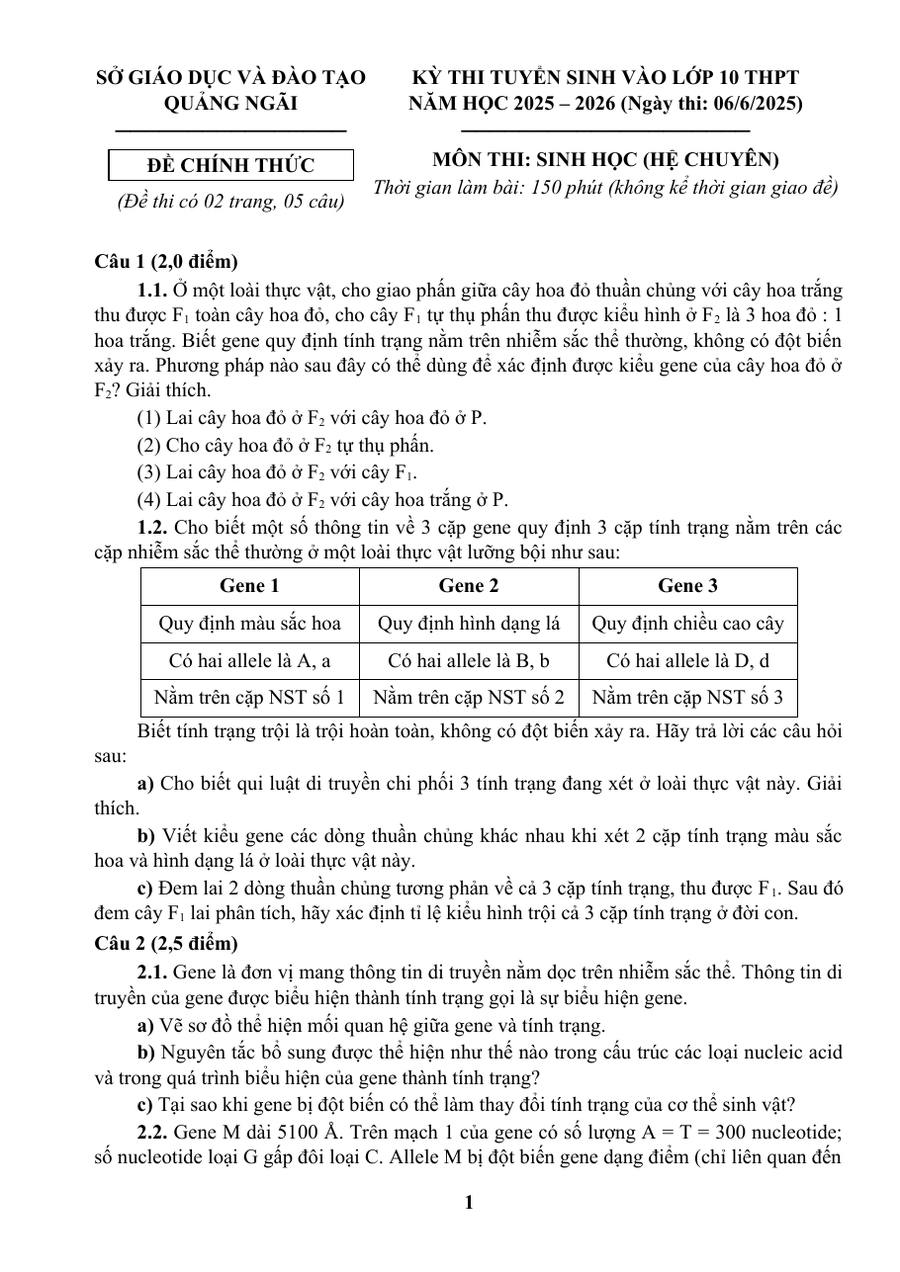 SỞ GIÁO DỤC VÀ ĐÀO TẠO
QUẢNG NGÃI
KỲ THI TUYỂN SINH VÀO LỚP 10 THPT
NĂM HỌC 2025 – 2026 (Ngày thi: 06/6/2025)
ĐỀ CHÍNH THỨC
(Đề thi có 02 trang, 05 câu)
MÔN THI: SINH HỌC (HỆ CHUYÊN)
Thời gian làm bài: 150 phút (không kể thời gian giao đề)
Câu 1 (2,0 điểm)
1.1. Ở một loài thực vật, cho giao phấn giữa cây hoa đỏ thuần chủng với cây hoa trắng
thu được F1 toàn cây hoa đỏ, cho cây F1 tự thụ phấn thu được kiểu hình ở F2 là 3 hoa đỏ : 1
hoa trắng. Biết gene quy định tính trạng nằm trên nhiễm sắc thể thường, không có đột biến
xảy ra. Phương pháp nào sau đây có thể dùng để xác định được kiểu gene của cây hoa đỏ ở
F2? Giải thích.
(1) Lai cây hoa đỏ ở F2 với cây hoa đỏ ở P.
(2) Cho cây hoa đỏ ở F2 tự thụ phấn.
(3) Lai cây hoa đỏ ở F2 với cây F1.
(4) Lai cây hoa đỏ ở F2 với cây hoa trắng ở P.
1.2. Cho biết một số thông tin về 3 cặp gene quy định 3 cặp tính trạng nằm trên các
cặp nhiễm sắc thể thường ở một loài thực vật lưỡng bội như sau:
Gene 1 Gene 2 Gene 3
Quy định màu sắc hoa Quy định hình dạng lá Quy định chiều cao cây
Có hai allele là A, a Có hai allele là B, b Có hai allele là D, d
Nằm trên cặp NST số 1 Nằm trên cặp NST số 2 Nằm trên cặp NST số 3
Biết tính trạng trội là trội hoàn toàn, không có đột biến xảy ra. Hãy trả lời các câu hỏi
sau:
a) Cho biết qui luật di truyền chi phối 3 tính trạng đang xét ở loài thực vật này. Giải
thích.
b) Viết kiểu gene các dòng thuần chủng khác nhau khi xét 2 cặp tính trạng màu sắc
hoa và hình dạng lá ở loài thực vật này.
c) Đem lai 2 dòng thuần chủng tương phản về cả 3 cặp tính trạng, thu được F1. Sau đó
đem cây F1 lai phân tích, hãy xác định tỉ lệ kiểu hình trội cả 3 cặp tính trạng ở đời con.
Câu 2 (2,5 điểm)
2.1. Gene là đơn vị mang thông tin di truyền nằm dọc trên nhiễm sắc thể. Thông tin di
truyền của gene được biểu hiện thành tính trạng gọi là sự biểu hiện gene.
a) Vẽ sơ đồ thể hiện mối quan hệ giữa gene và tính trạng.
b) Nguyên tắc bổ sung được thể hiện như thế nào trong cấu trúc các loại nucleic acid
và trong quá trình biểu hiện của gene thành tính trạng?
c) Tại sao khi gene bị đột biến có thể làm thay đổi tính trạng của cơ thể sinh vật?
2.2. Gene M dài 5100 Å. Trên mạch 1 của gene có số lượng A = T = 300 nucleotide;
số nucleotide loại G gấp đôi loại C. Allele M bị đột biến gene dạng điểm (chỉ liên quan đến
1